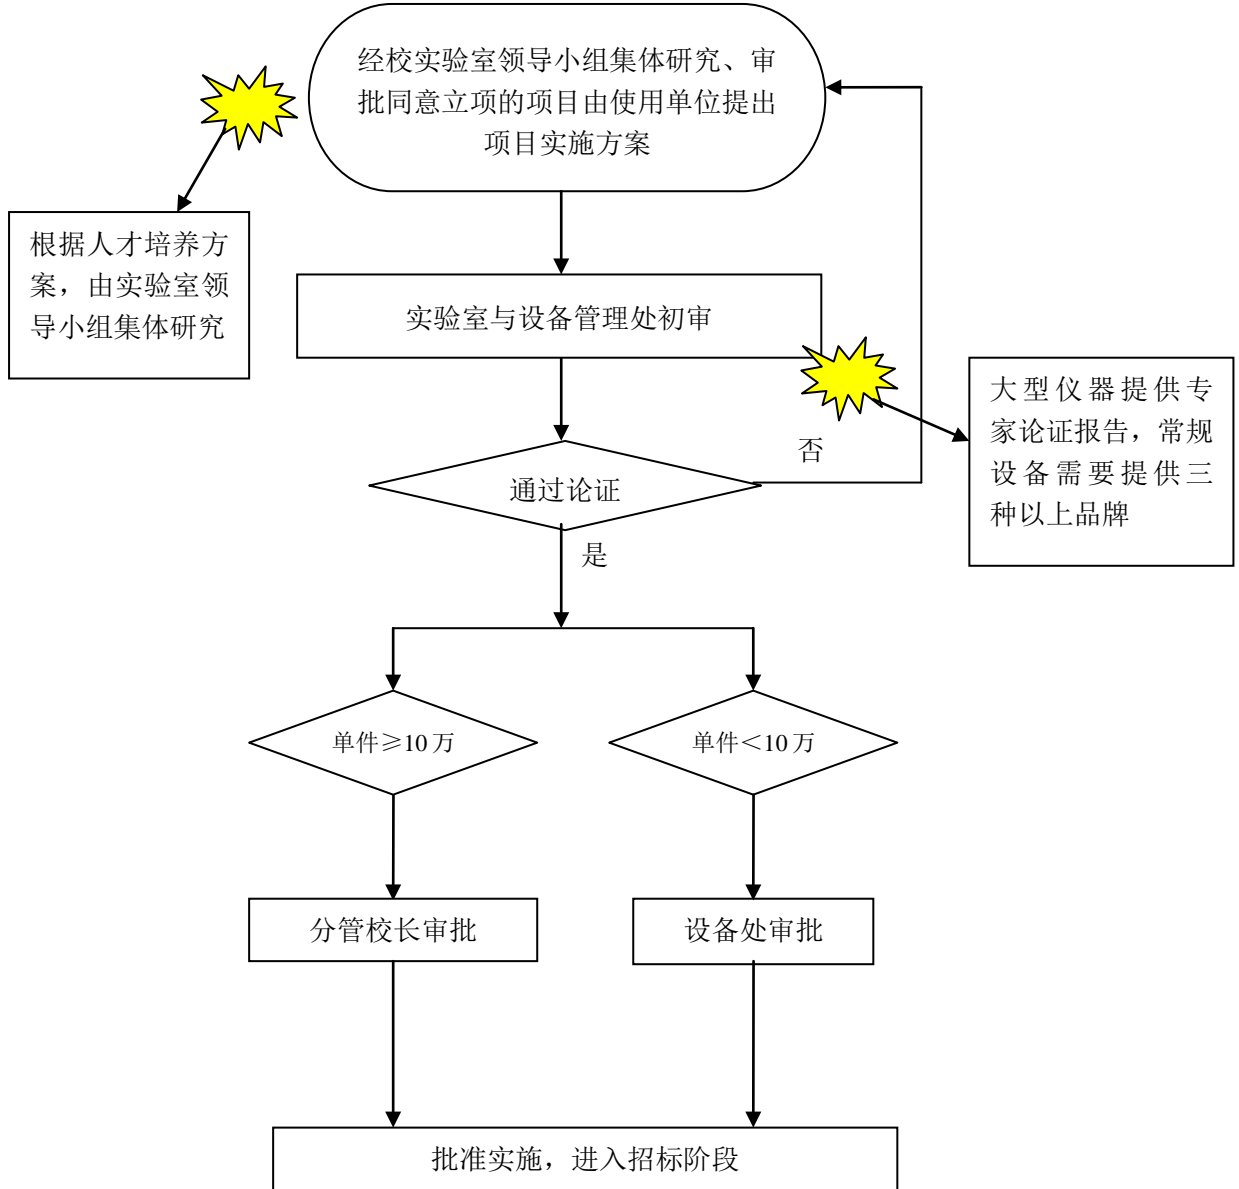 经校实验室领导小组集体研究、审
批同意立项的项目由使用单位提出
项目实施方案
根据人才培养方
案，由实验室领
导小组集体研究
实验室与设备管理处初审
大型仪器提供专
家论证报告，常规
设备需要提供三
种以上品牌
否
通过论证
是
单件≥10万
单件＜10万
分管校长审批
设备处审批
批准实施，进入招标阶段